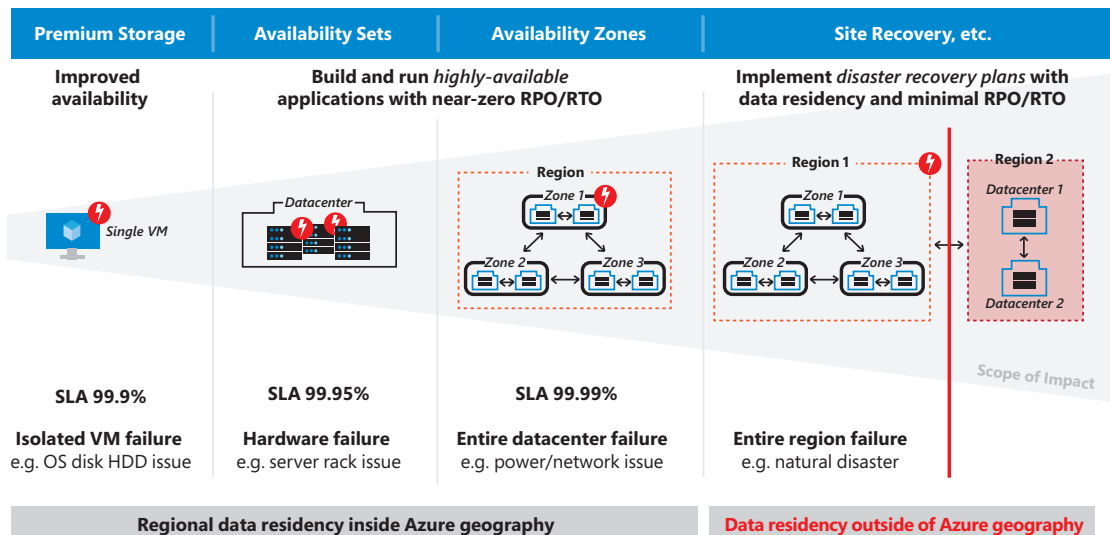 Premium Storage
Availability Sets
Availability Zones
Site Recovery, etc.
Improved
availability
Build and run highly-available
applications with near-zero RPO/RTO
Implement disaster recovery plans with
data residency and minimal RPO/RTO
Single VM
Datacenter
Region
Zone 1
Zone 2
Zone 3
Region 1
Zone 1
Zone 2
Zone 3
Region 2
Datacenter 1
Datacenter 2
Scope of Impact
SLA 99.9%
SLA 99.95%
SLA 99.99%
Isolated VM failure
e.g. OS disk HDD issue
Hardware failure
e.g. server rack issue
Entire datacenter failure
e.g. power/network issue
Entire region failure
e.g. natural disaster
Regional data residency inside Azure geography
Data residency outside of Azure geography